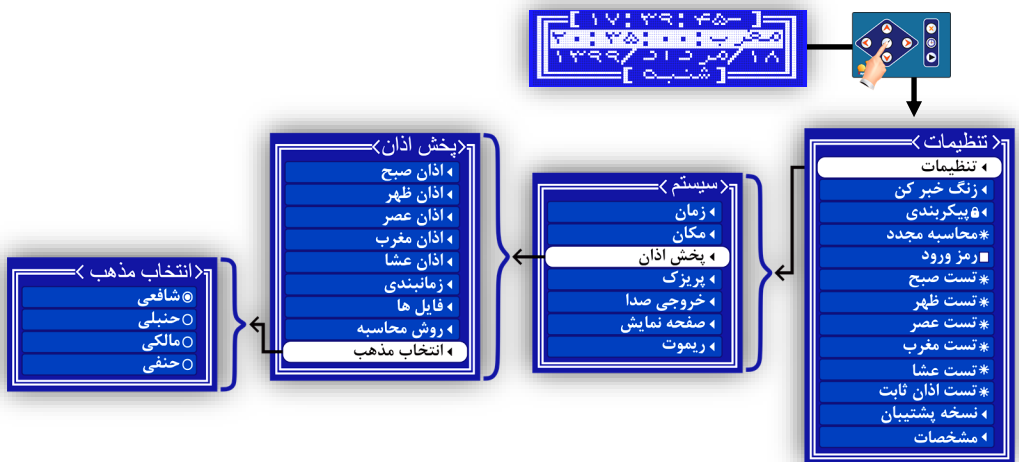 [ ۱۷:۳۹:۴۵- ]
مغرب:۲۰:۳۵:۰۰
۱۸/مرداد/۱۳۹۹
[ شنبه ]
<تنظیمات>
تنظیمات
زنگ خبر کن
پیکربندی
*محاسبه مجدد
رمز ورود
*تست صبح
*تست ظهر
*تست عصر
*تست مغرب
*تست عشا
*تست اذان ثابت
نسخه پشتیبان
مشخصات
<سیستم>
زمان
مکان
پخش اذان
پریزک
خروجی صدا
صفحه نمایش
ریموت
<پخش اذان>
اذان صبح
اذان ظهر
اذان عصر
اذان مغرب
اذان عشا
زمانبندی
فایل ها
روش محاسبه
انتخاب مذهب
<انتخاب مذهب>
شافعی
حنبلی
مالکی
حنفی